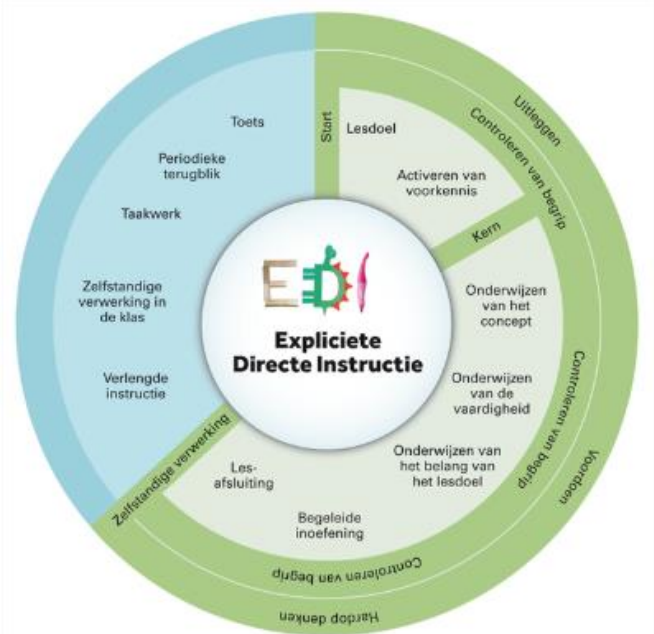 Uitleggen
Controleren van begrip
Start
Lesdoel
Activeren van
voorkennis
Kern
Onderwijzen
van het
concept
Onderwijzen
van de
vaardigheid
Onderwijzen van
het belang van
het lesdoel
Controleren van begrip
Voordoen
Begeleide
inoefening
Les-
afsluiting
Controleren van begrip
Hardop denken
Zelfstandige verwerking
Verlengde
instructie
Zelfstandige
verwerking in
de klas
Taakwerk
Periodieke
terugblik
Toets
EDI
Expliciete
Directe Instructie